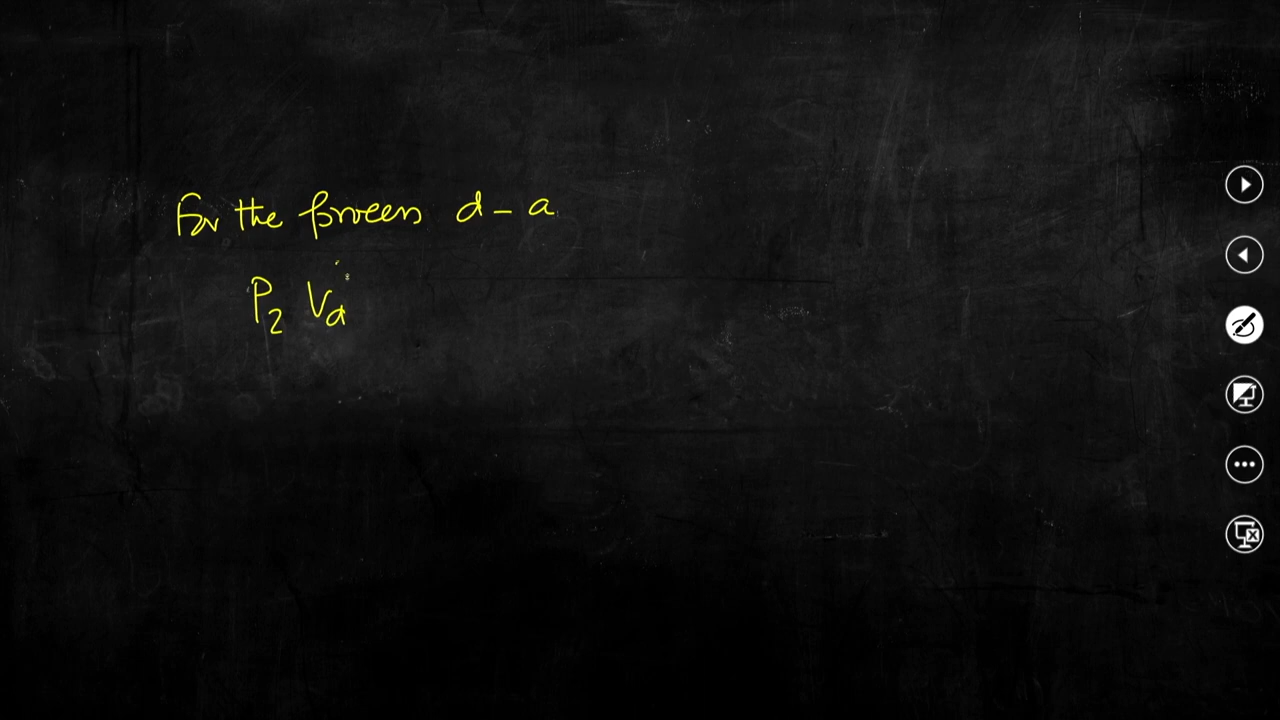 For the process d - a
P2 Va